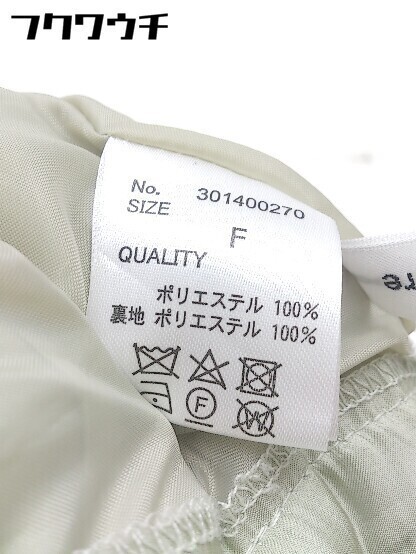 フクワウチ
No. 301400270
SIZE F
QUALITY
ポリエステル 100%
裏地 ポリエステル 100%
F
W
re